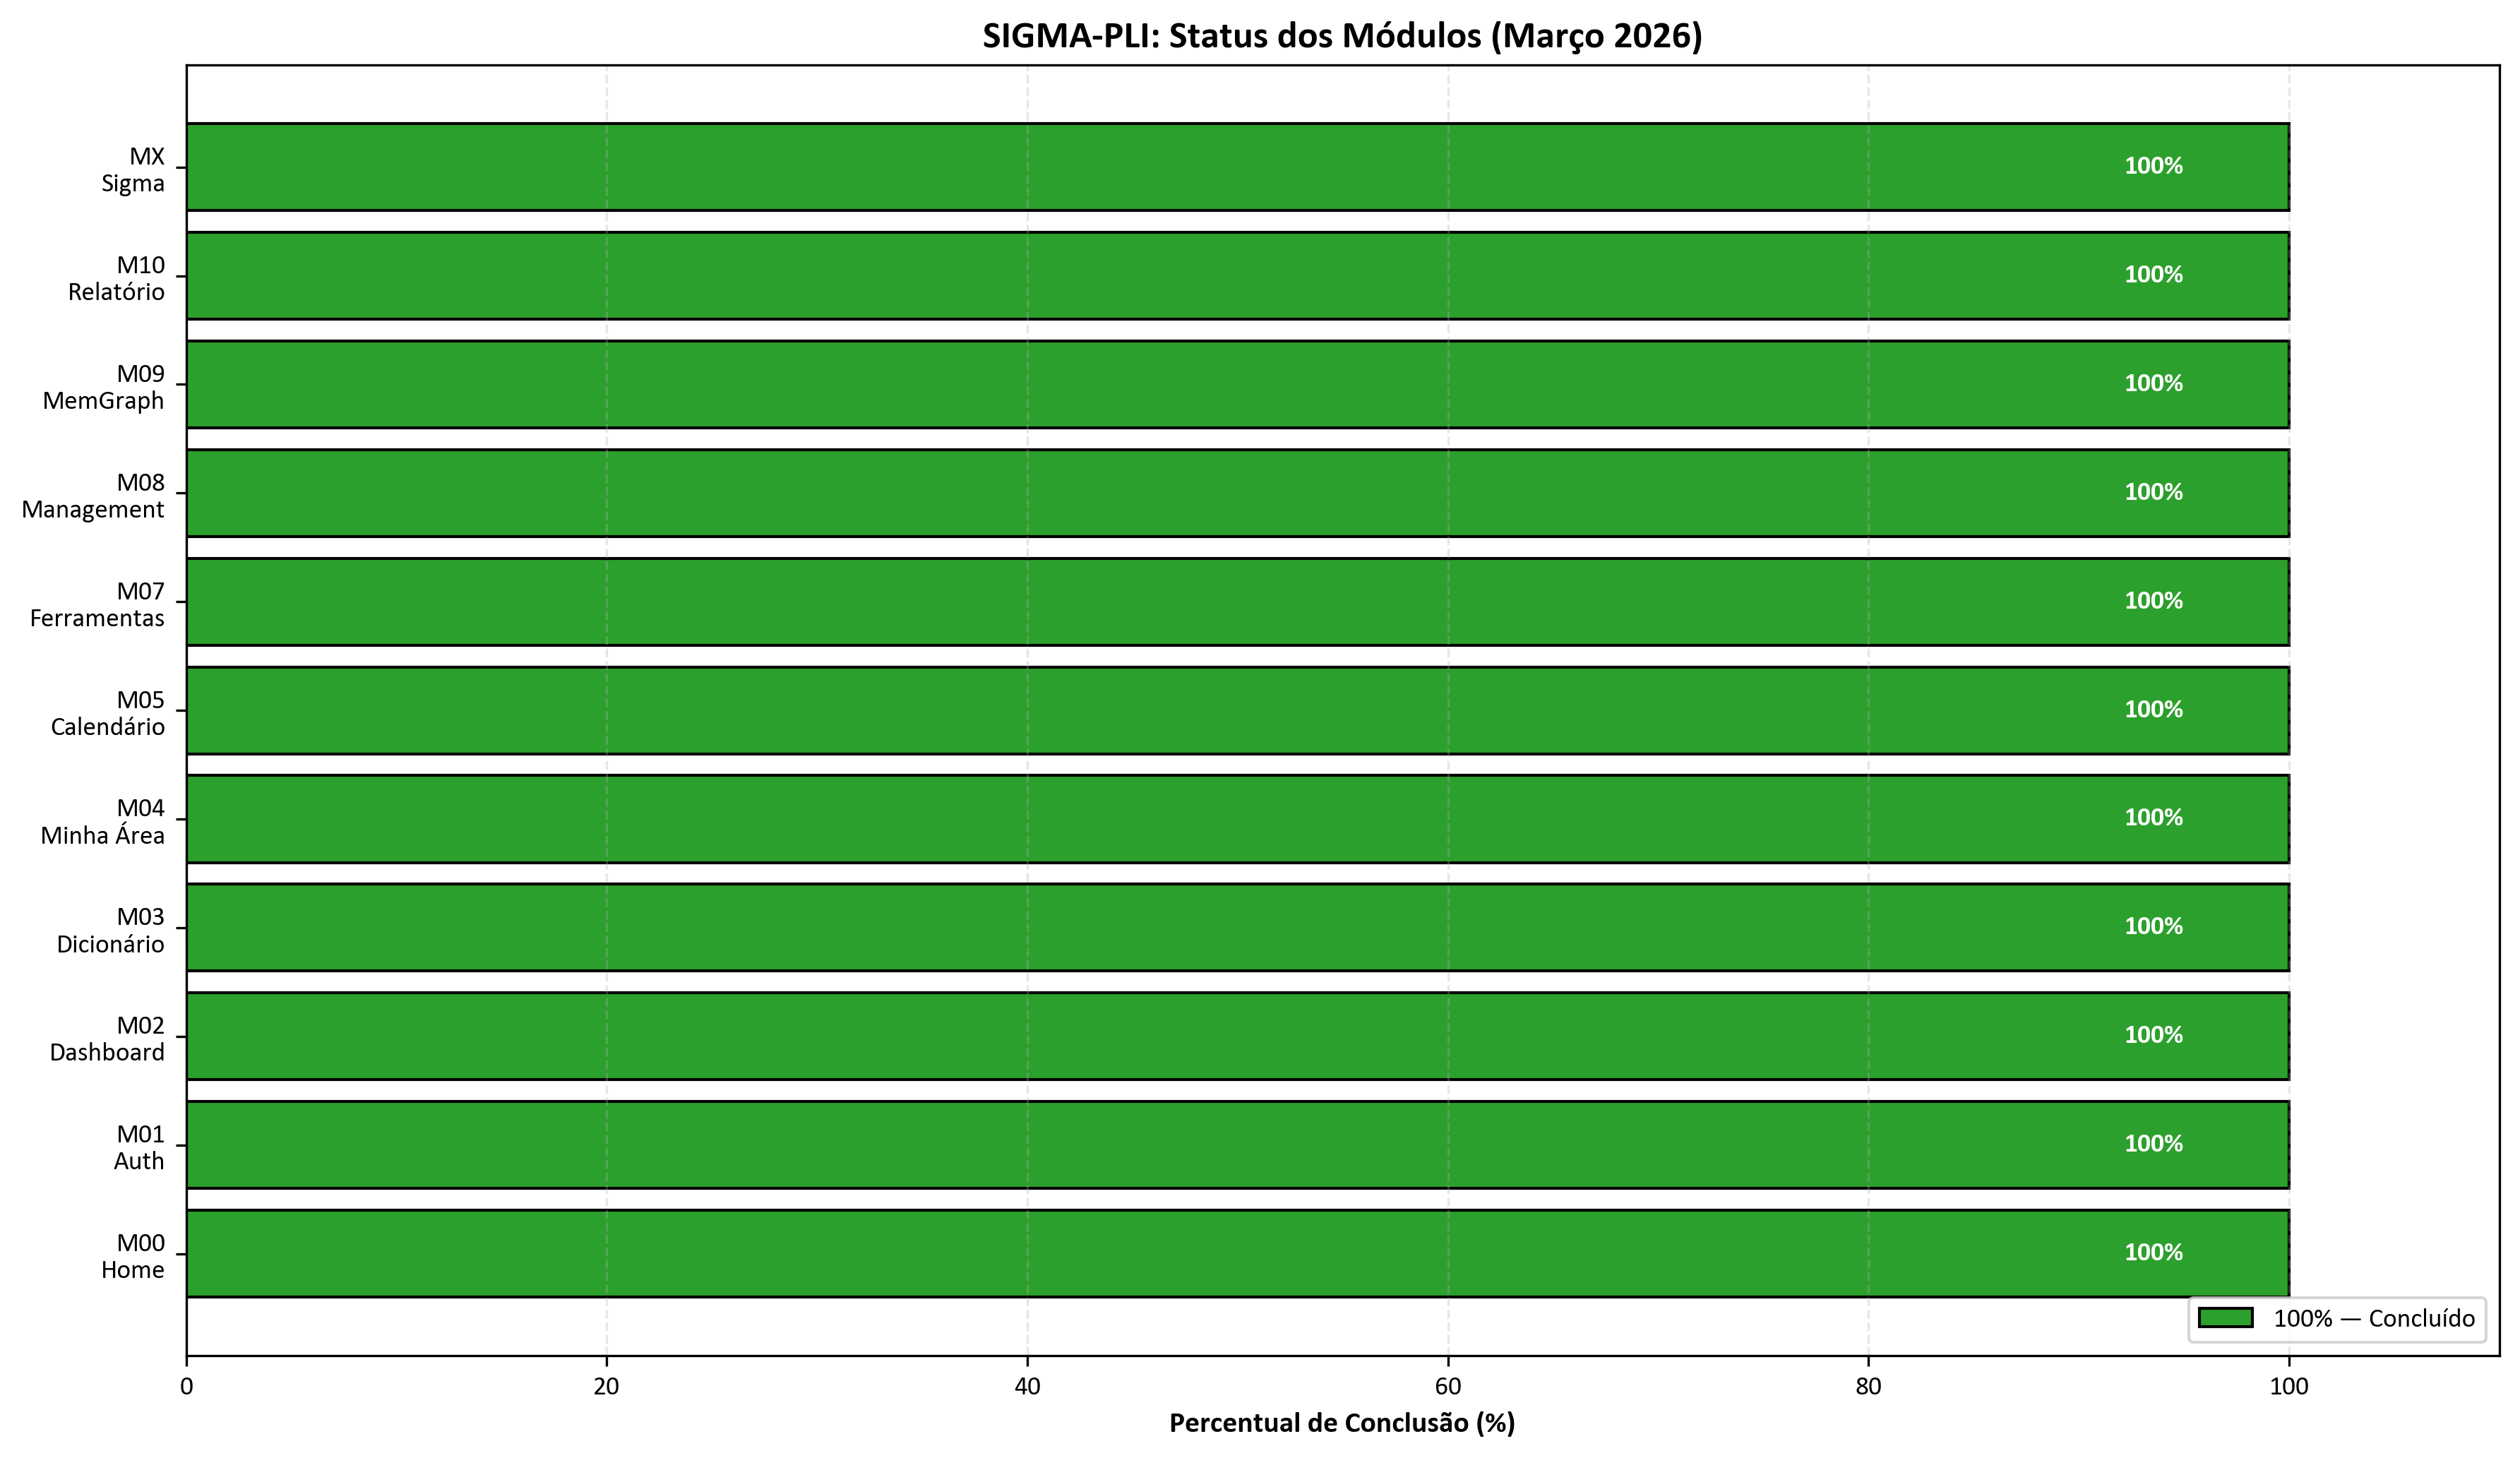 SIGMA-PLI: Status dos Módulos (Março 2026)
MX
Sigma
100%
M10
Relatório
100%
M09
MemGraph
100%
M08
Management
100%
M07
Ferramentas
100%
M05
Calendário
100%
M04
Minha Área
100%
M03
Dicionário
100%
M02
Dashboard
100%
M01
Auth
100%
M00
Home
100%
100% — Concluído
0 20 40 60 80 100
Percentual de Conclusão (%)